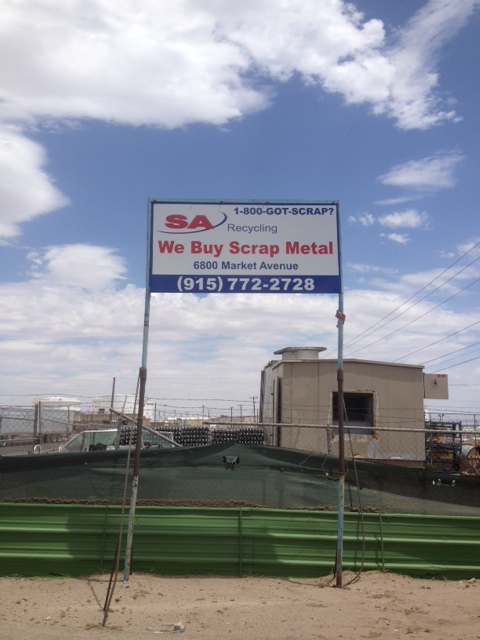 1-800-GOT-SCRAP?
SA
Recycling
We Buy Scrap Metal
6800 Market Avenue
(915) 772-2728